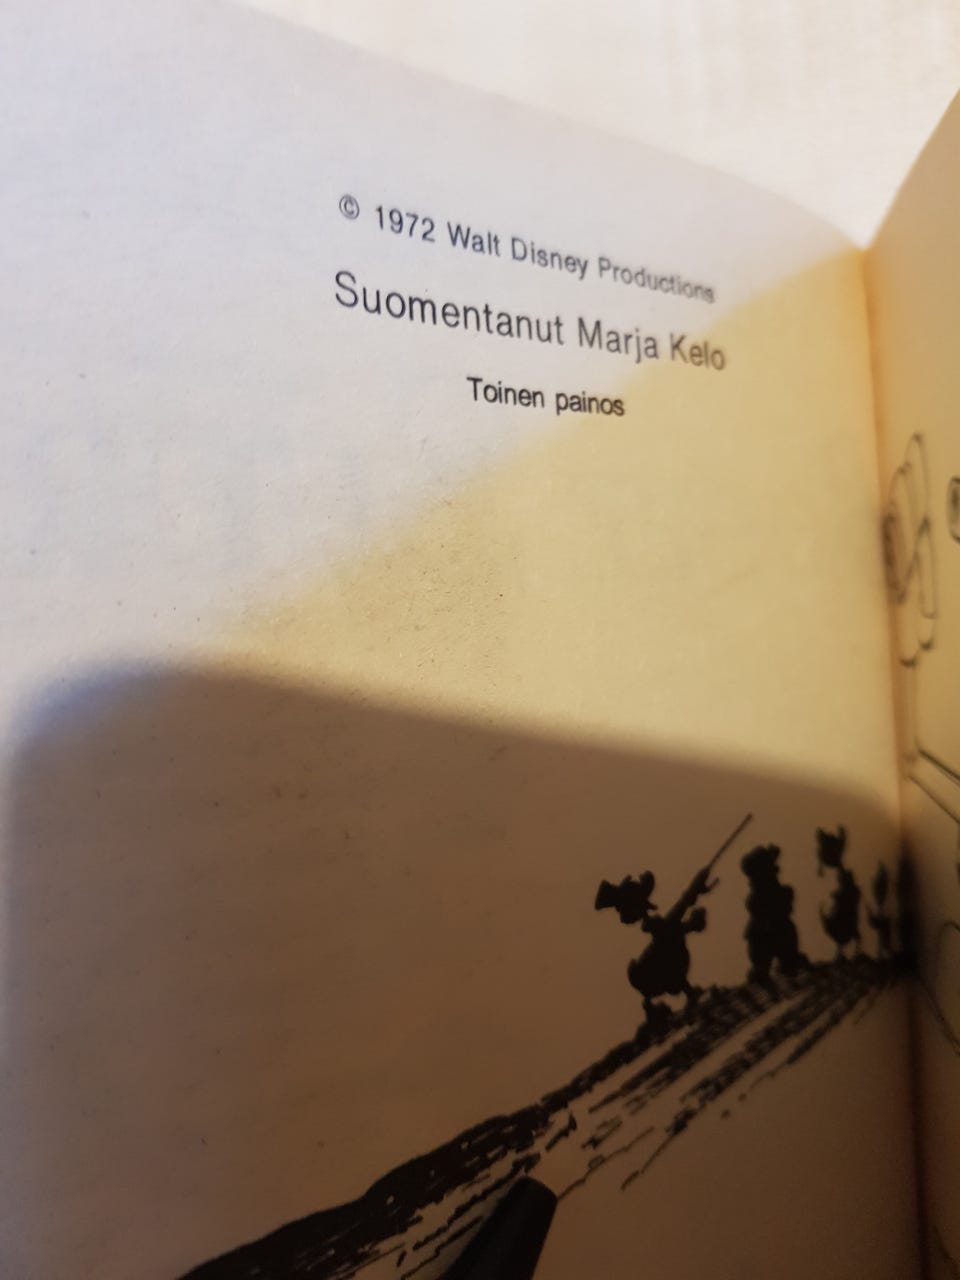 © 1972 Walt Disney Productions
Suomentanut Marja Kelo
Toinen painos